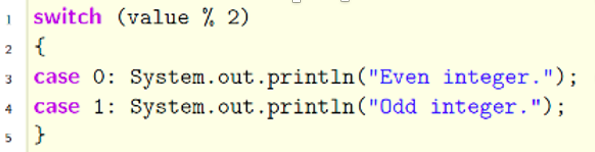 1 switch (value % 2)
2 {
3 case 0: System.out.println("Even integer.");
4 case 1: System.out.println("Odd integer.");
5 }